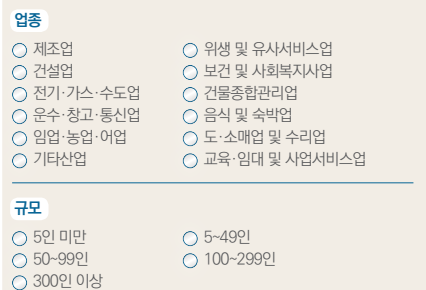 업종
제조업 위생 및 유사서비스업
건설업 보건 및 사회복지사업
전기·가스·수도업 건물종합관리업
운수·창고·통신업 음식 및 숙박업
임업·농업·어업 도·소매업 및 수리업
기타산업 교육·임대 및 사업서비스업
규모
5인 미만 5~49인
50~99인 100~299인
300인 이상